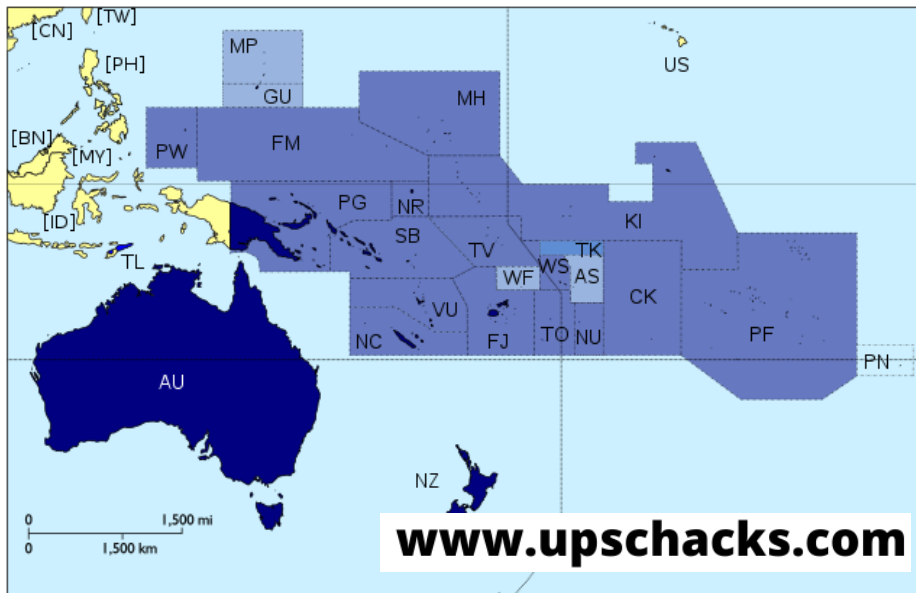 [TW]
[CN]
MP
[PH]
US
GU
MH
[BN]
FM
PW
[MY]
PG
NR
KI
[ID]
SB
TV
TK
TL
WS
WF
AS
CK
VU
NC
FJ
TO
NU
PF
PN
AU
NZ
0 1,500 mi
0 1,500 km
www.upschacks.com